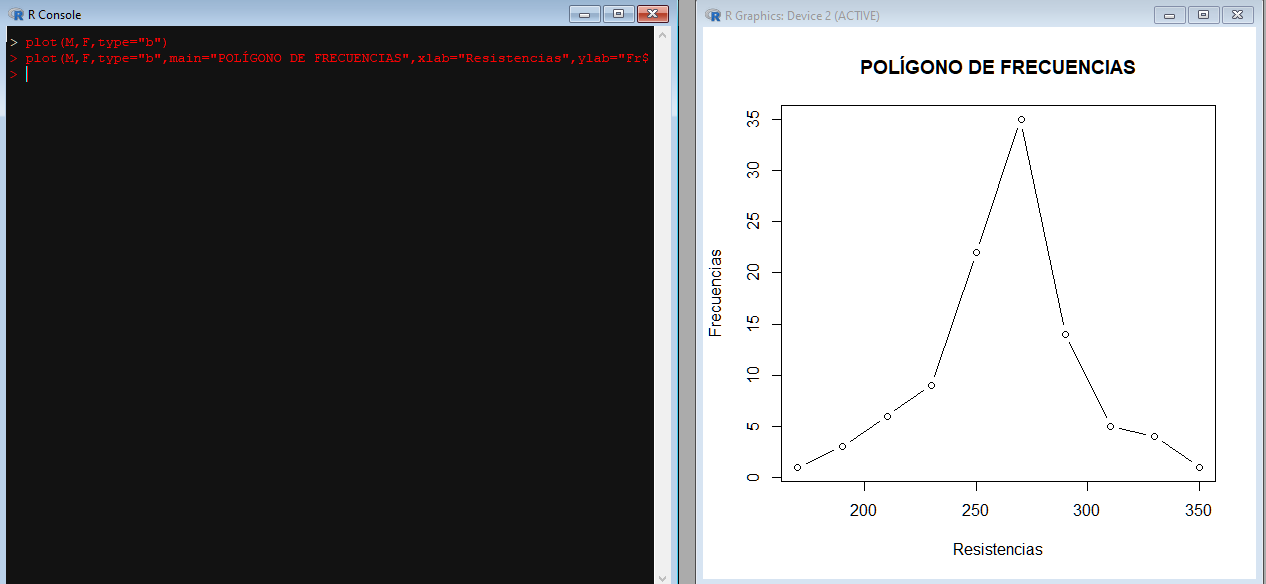 R Console
> plot(M,F,type="b")
> plot(M,F,type="b",main="POLÍGONO DE FRECUENCIAS",xlab="Resistencias",ylab="Fr$
>
R Graphics: Device 2 (ACTIVE)
POLÍGONO DE FRECUENCIAS
35
30
25
20
15
10
5
0
Frecuencias
200 250 300 350
Resistencias